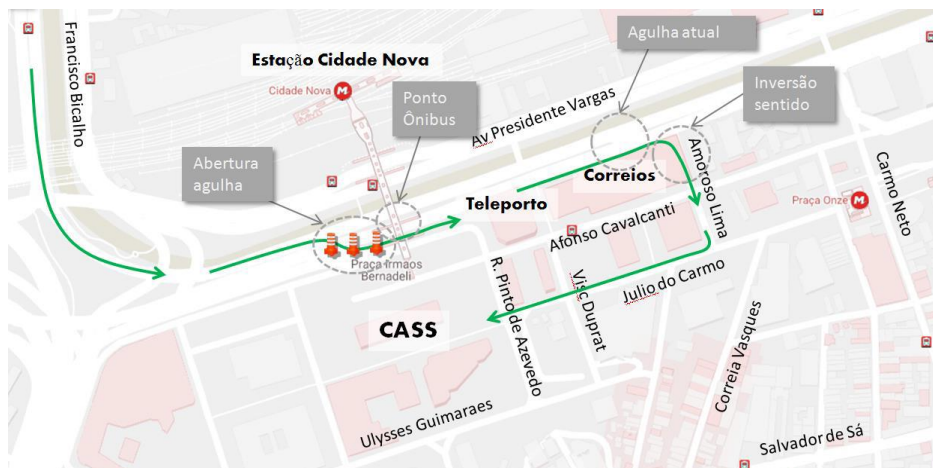 Francisco Bicalho
Estação Cidade Nova
Cidade Nova
M
Ponto
Ônibus
Abertura
agulha
Agulha atual
Inversão
sentido
Av Presidente Vargas
Amoroso Lima
Carmo Neto
Correios
Praça Onze
M
Teleporto
Afonso Cavalcanti
Praça Irmãos
Bernadeli
Julio do Carmo
R. Pinto de Azevedo
Visc Duprat
CASS
Correia Vasques
Ulysses Guimaraes
Salvador de Sá